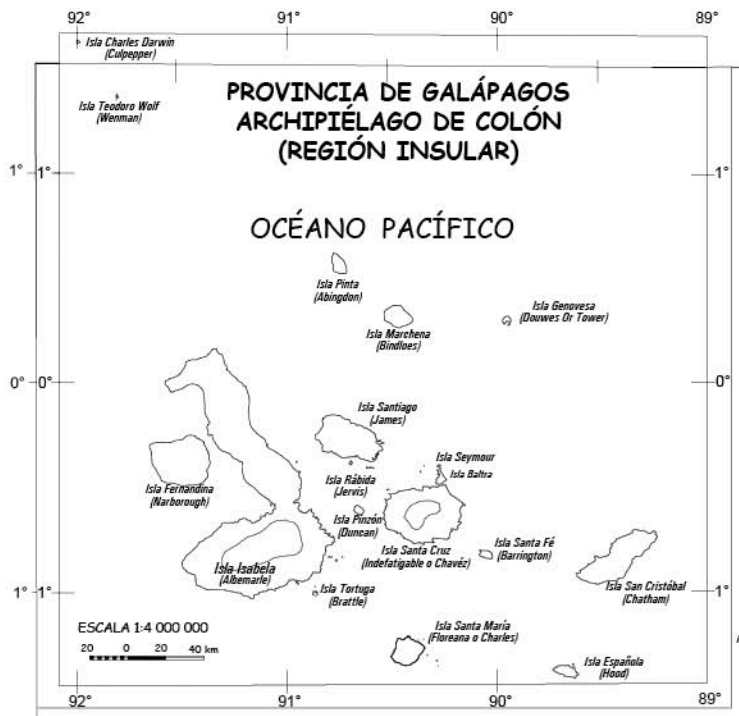 92°
91°
90°
89°
Isla Charles Darwin
(Culpepper)
Isla Teodoro Wolf
(Wenman)
PROVINCIA DE GALÁPAGOS
ARCHIPIÉLAGO DE COLÓN
(REGIÓN INSULAR)
1°
1°
1°
OCÉANO PACÍFICO
Isla Pinta
(Abingdon)
Isla Marchena
(Bindloes)
Isla Genovesa
(Douwes Or Tower)
0°
0°
0°
Isla Santiago
(James)
Isla Seymour
Isla Baltra
Isla Rábida
(Jervis)
Isla Fernandina
(Narborough)
Isla Pinzón
(Duncan)
Isla Santa Cruz
(Indefatigable o Chavéz)
Isla Santa Fé
(Barrington)
Isla Isabela
(Albemarle)
Isla Tortuga
(Brattle)
Isla San Cristóbal
(Chatham)
1°
1°
1°
ESCALA 1:4 000 000
20 0 20 40 km
Isla Santa María
(Floreana o Charles)
Isla Española
(Hood)
92°
91°
90°
89°